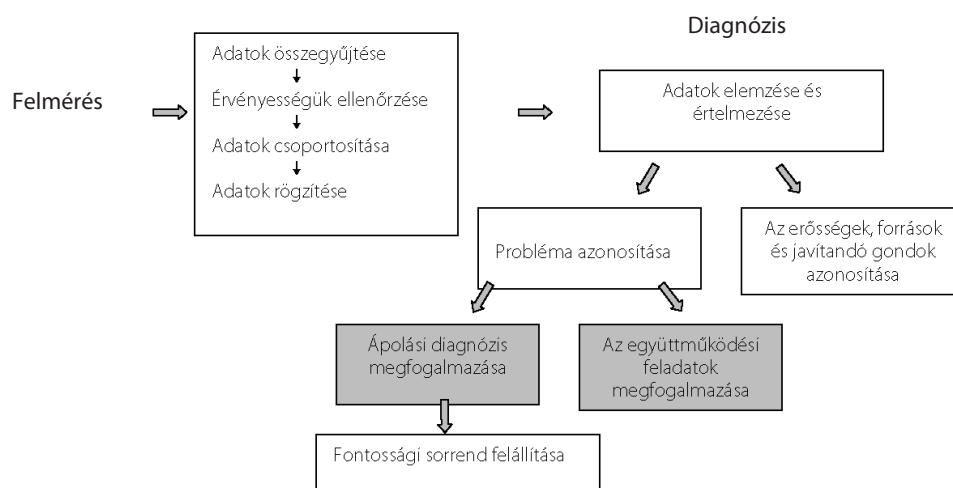 Diagnózis
Felmérés
Adatok összegyűjtése
Érvényességük ellenőrzése
Adatok csoportosítása
Adatok rögzítése
Adatok elemzése és
értelmezése
Probléma azonosítása
Az erősségek, források
és javítandó gondok
azonosítása
Ápolási diagnózis
megfogalmazása
Az együttműködési
feladatok
megfogalmazása
Fontossági sorrend felállítása